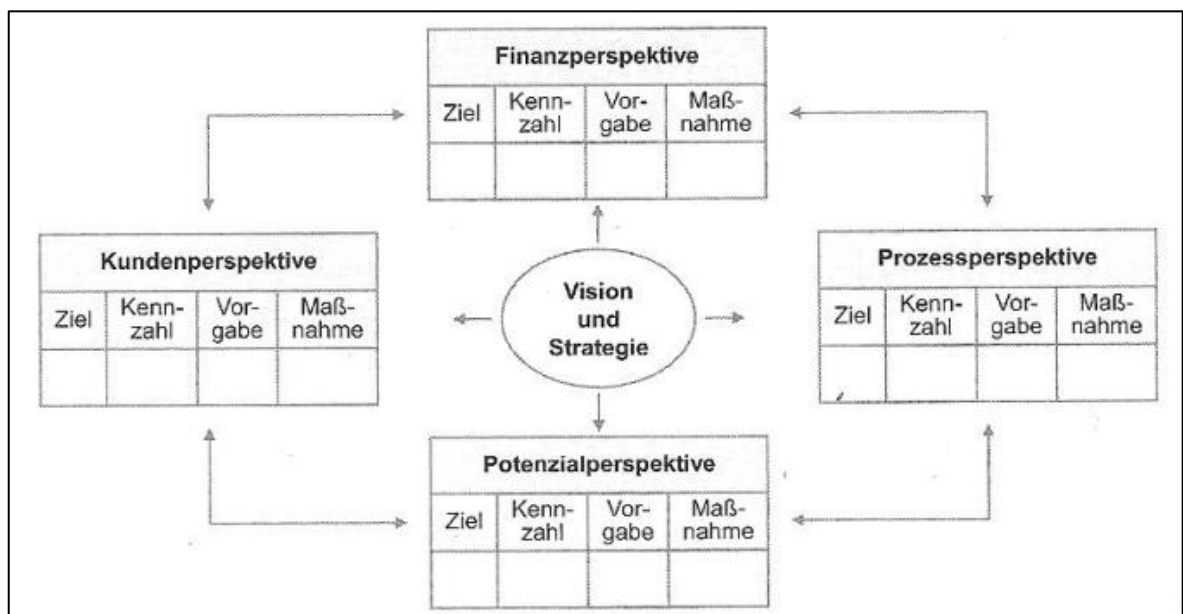 Finanzperspektive
Ziel Kenn- Vor- Maß-
zahl gabe nahme
Kundenperspektive
Ziel Kenn- Vor- Maß-
zahl gabe nahme
Vision
und
Strategie
Prozessperspektive
Ziel Kenn- Vor- Maß-
zahl gabe nahme
Potenzialperspektive
Ziel Kenn- Vor- Maß-
zahl gabe nahme